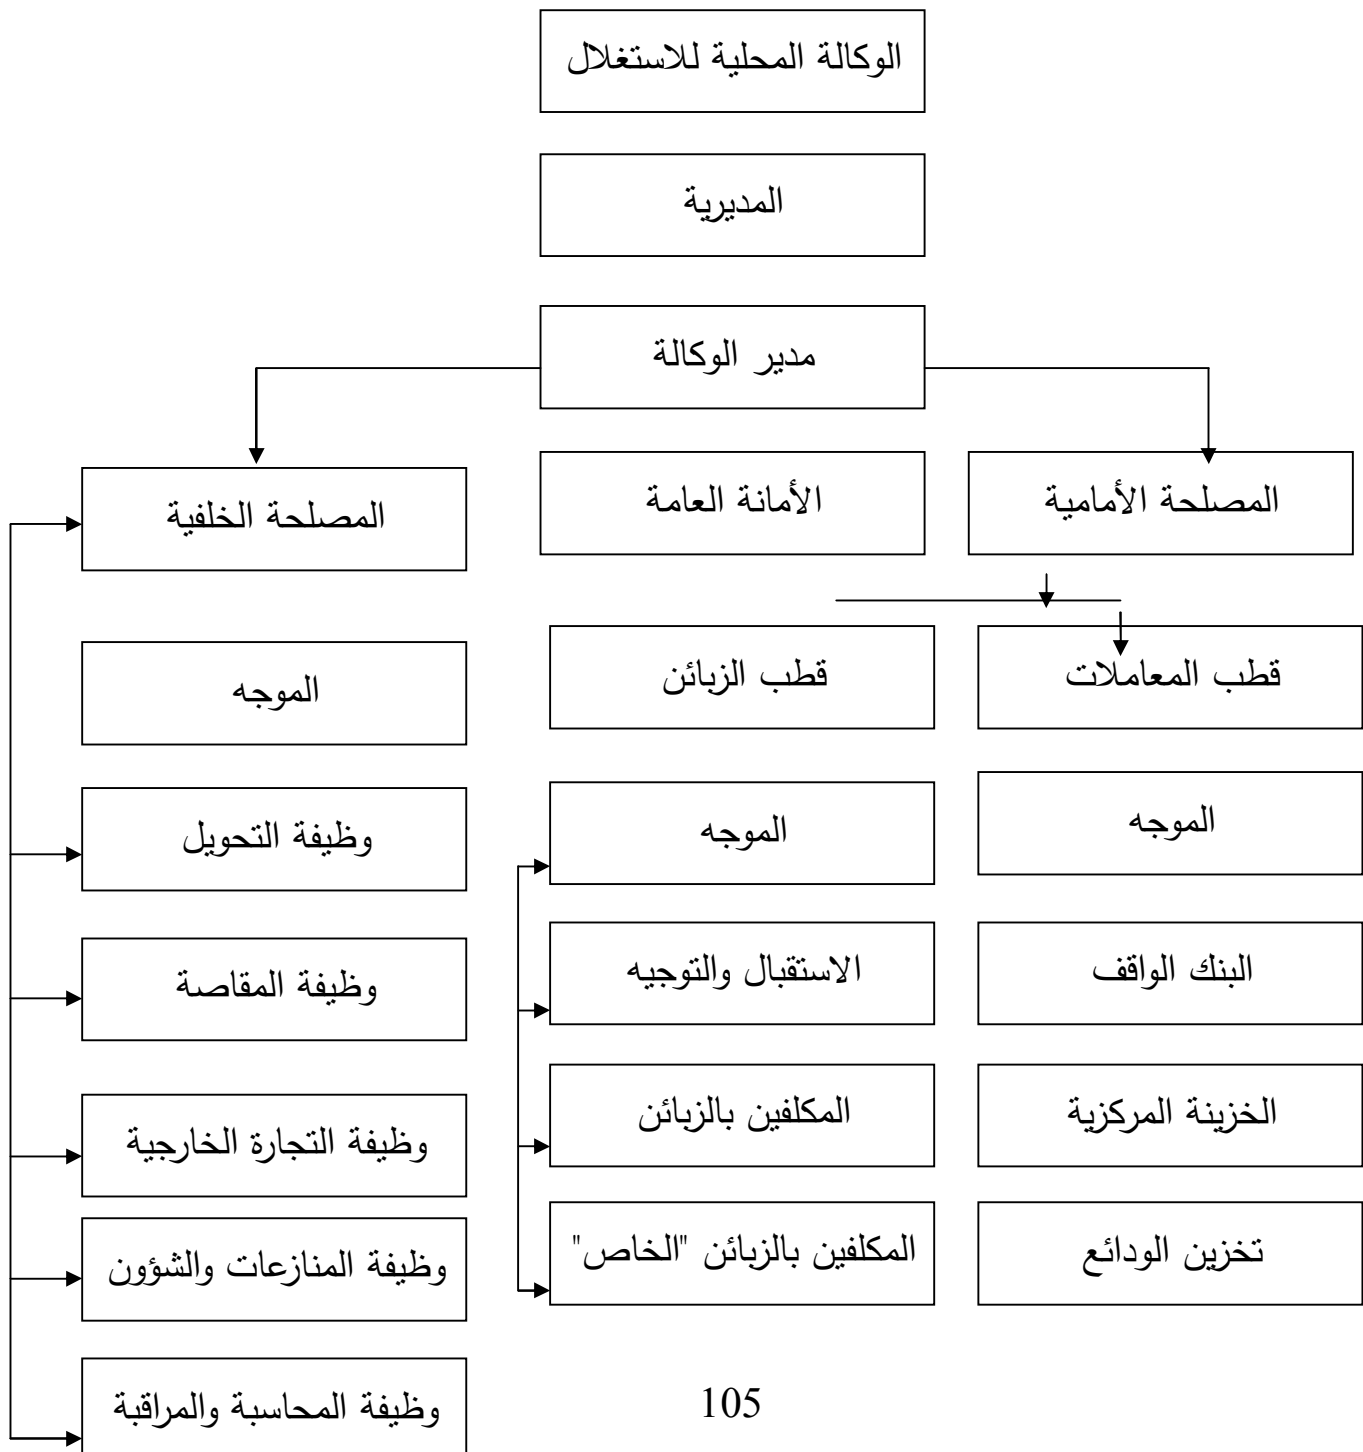 الوكالة المحلية للاستغلال
المديرية
مدير الوكالة
المصلحة الأمامية
الأمانة العامة
المصلحة الخلفية
قطب المعاملات
قطب الزبائن
الموجه
الموجه
الموجه
وظيفة التحويل
البنك الواقف
الاستقبال والتوجيه
وظيفة المقاصة
الخزينة المركزية
المكلفين بالزبائن
وظيفة التجارة الخارجية
تخزين الودائع
المكلفين بالزبائن "الخاص"
وظيفة المنازعات والشؤون
وظيفة المحاسبة والمراقبة
105